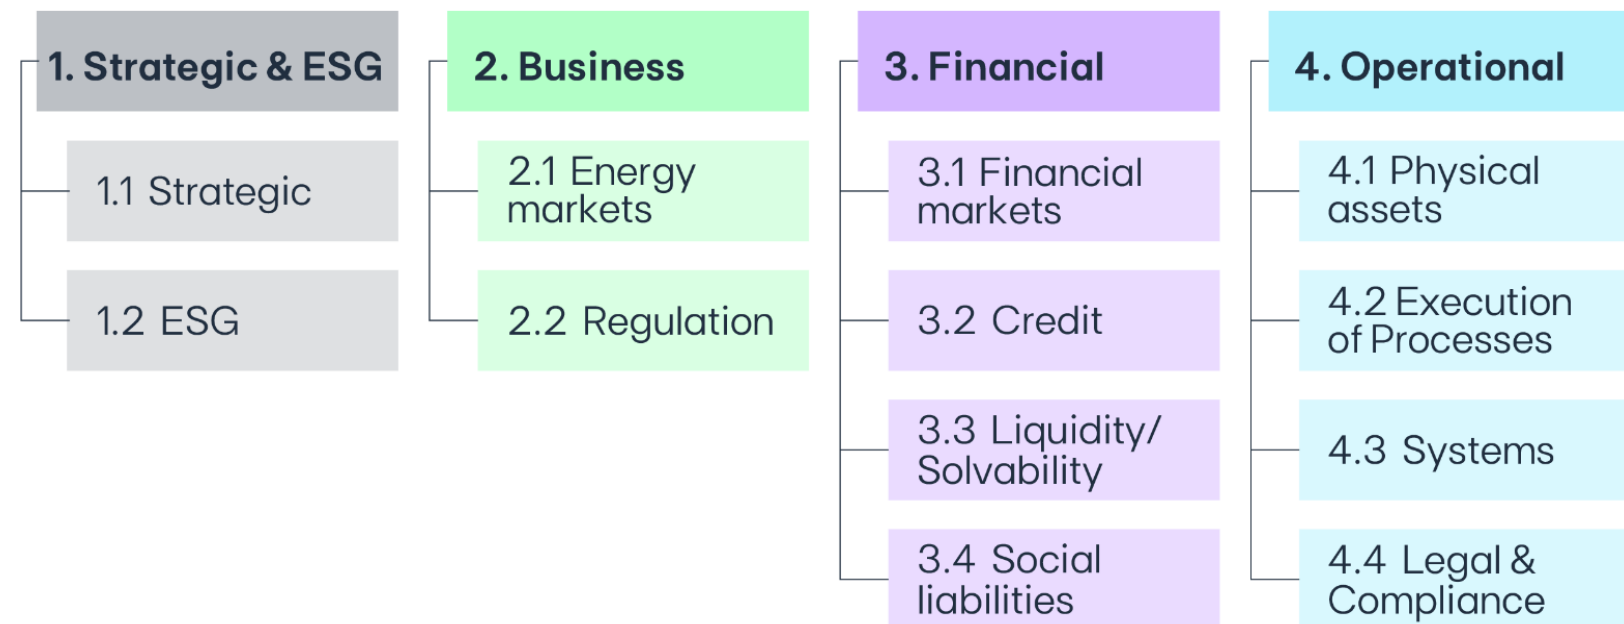 1. Strategic & ESG
1.1 Strategic
1.2 ESG
2. Business
2.1 Energy
markets
2.2 Regulation
3. Financial
3.1 Financial
markets
3.2 Credit
3.3 Liquidity/
Solvability
3.4 Social
liabilities
4. Operational
4.1 Physical
assets
4.2 Execution
of Processes
4.3 Systems
4.4 Legal &
Compliance